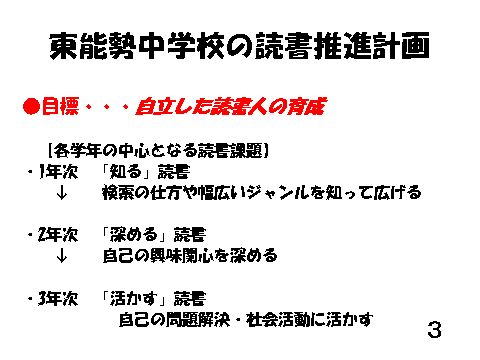 東能勢中学校の読書推進計画
●目標・・・自立した読書人の育成
［各学年の中心となる読書課題］
・1年次　「知る」読書
↓　検索の仕方や幅広いジャンルを知って広げる
・2年次　「深める」読書
↓　自己の興味関心を深める
・3年次　「活かす」読書
自己の問題解決・社会活動に活かす
3